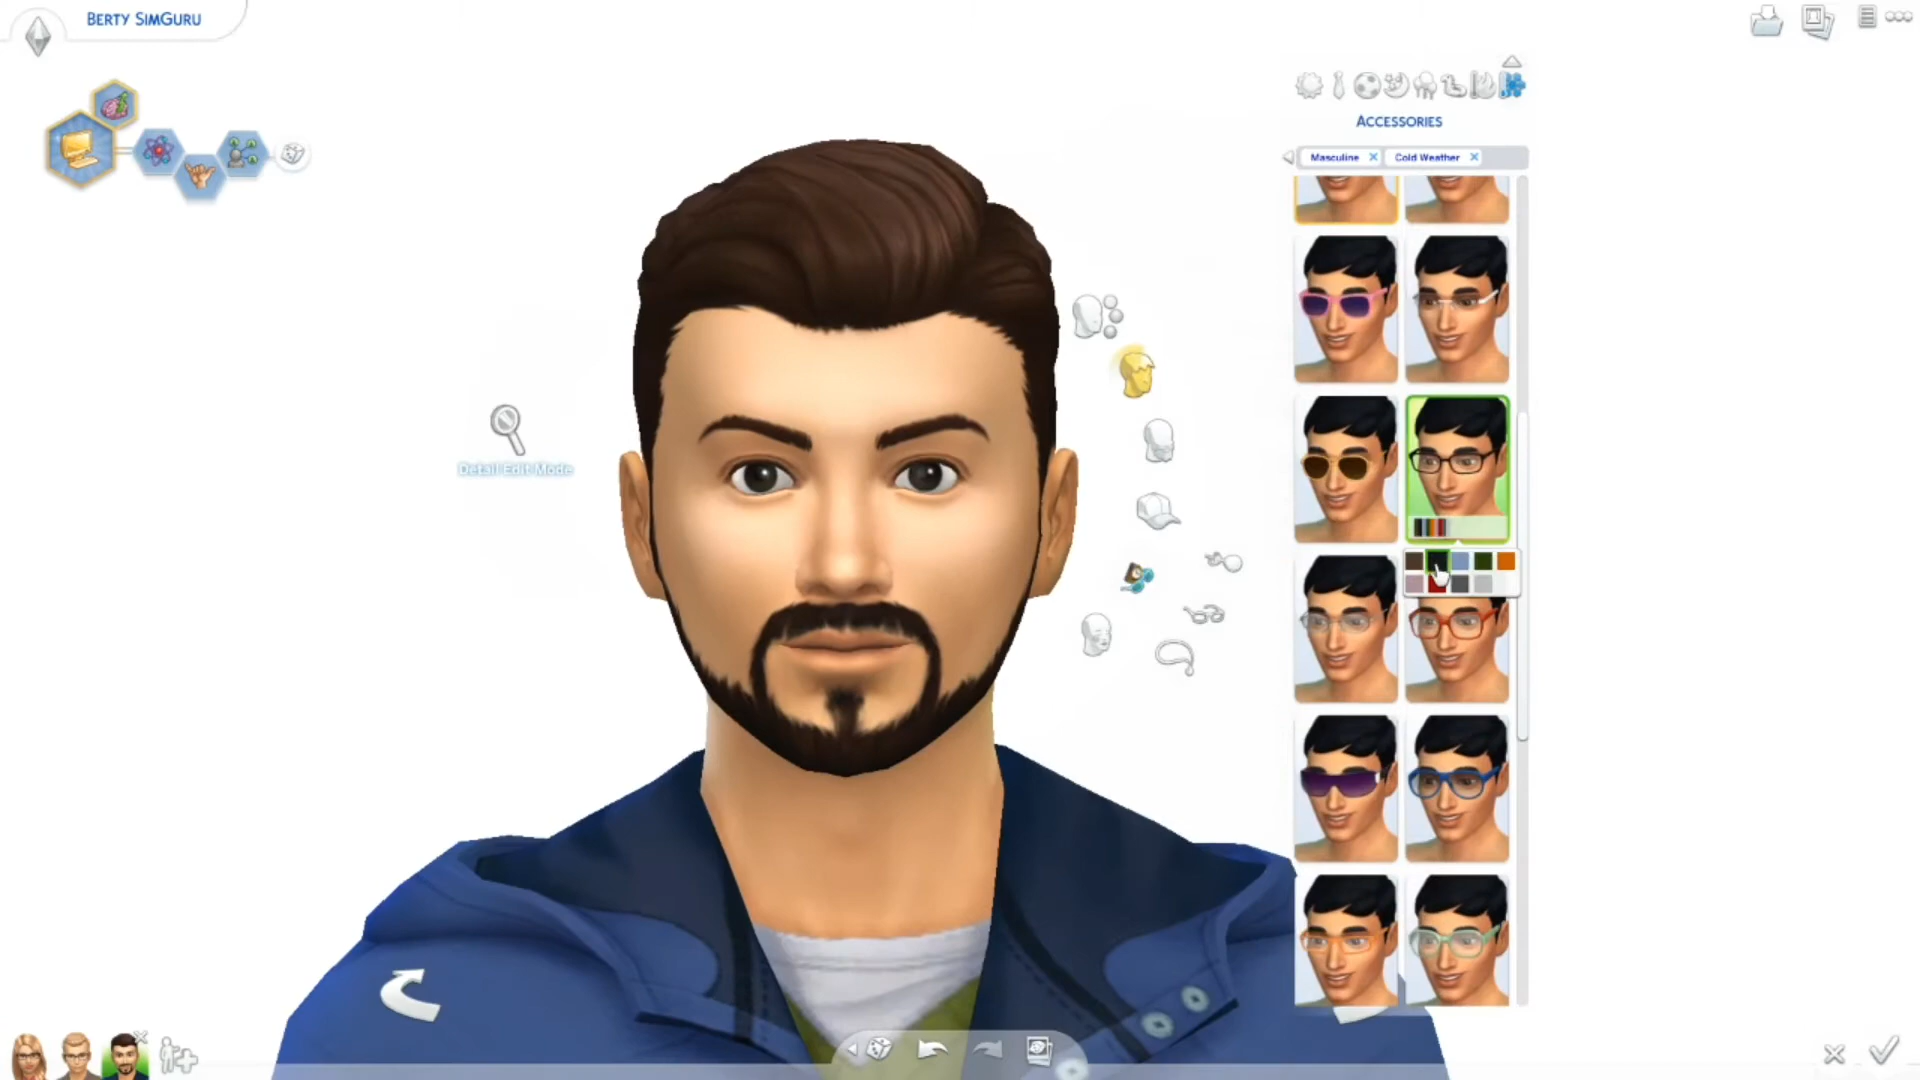 BERTY SIMGURU
ACCESSORIES
Masculine
Cold Weather
Detail Edit Mode